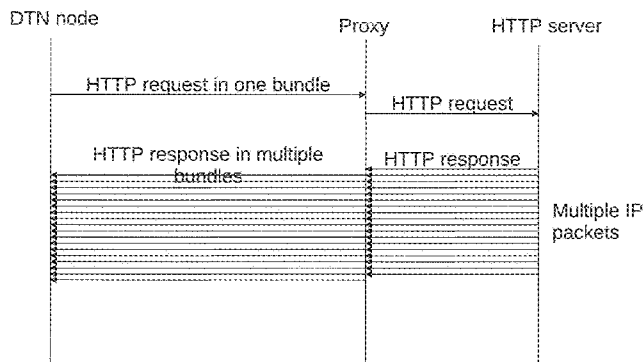 DTN node
Proxy
HTTP server
HTTP request in one bundle
HTTP request
HTTP response in multiple
bundles
HTTP response
Multiple IP
packets